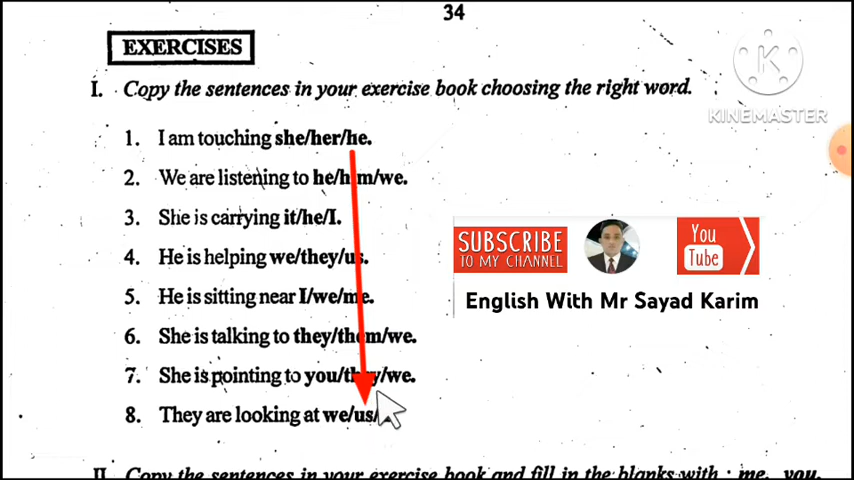 34
EXERCISES
I. Copy the sentences in your exercise book choosing the right word.
KINEMASTER
1. I am touching she/her/he.
2. We are listening to he/him/we.
3. She is carrying it/he/I.
4. He is helping we/they/us.
5. He is sitting near I/we/me.
6. She is talking to they/them/we.
7. She is pointing to you/they/we.
8. They are looking at we/us/
SUBSCRIBE
TO MY CHANNEL
You
Tube
English With Mr Sayad Karim
II. Copy the sentences in your exercise book and fill in the blanks with : me, you,